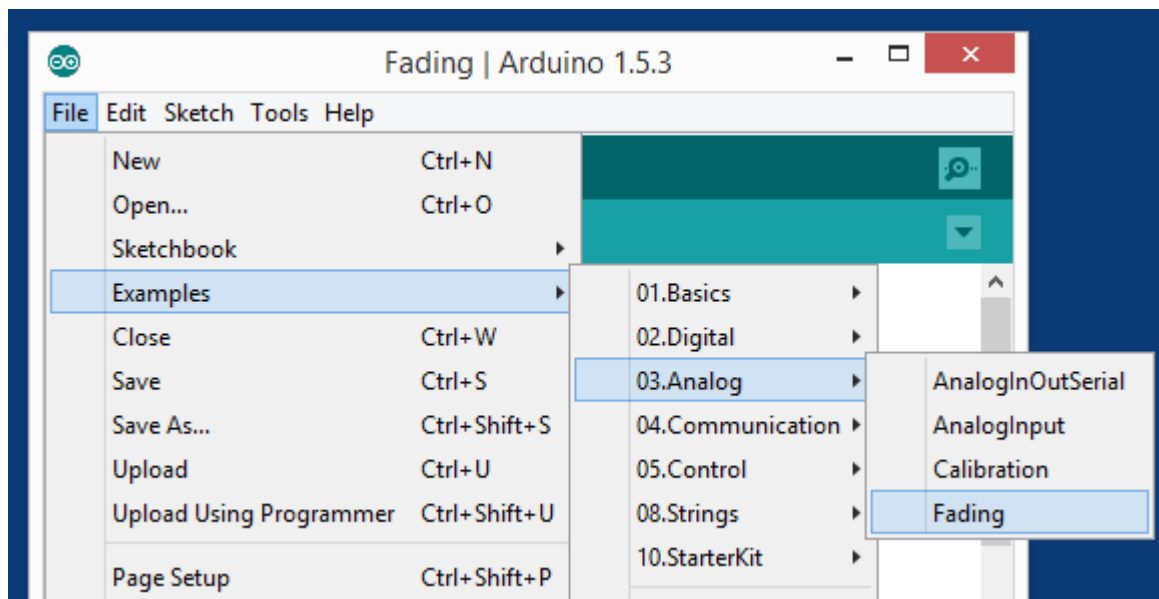 Fading | Arduino 1.5.3
File Edit Sketch Tools Help
New Ctrl+N
Open... Ctrl+O
Sketchbook
Examples
Close Ctrl+W
Save Ctrl+S
Save As... Ctrl+Shift+S
Upload Ctrl+U
Upload Using Programmer Ctrl+Shift+U
Page Setup Ctrl+Shift+P
01.Basics
02.Digital
03.Analog
04.Communication
05.Control
08.Strings
10.StarterKit
AnalogInOutSerial
AnalogInput
Calibration
Fading